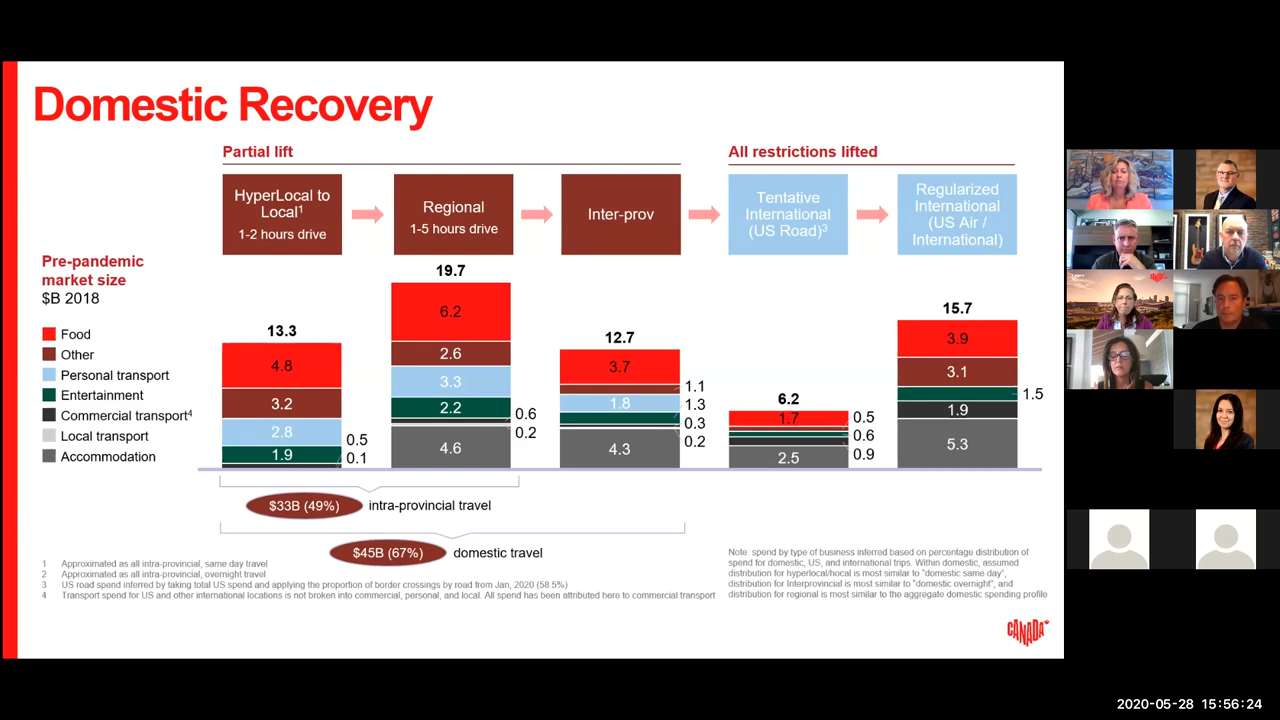 Domestic Recovery
Partial lift
All restrictions lifted
HyperLocal to
Local1
1-2 hours drive
Regional
1-5 hours drive
Inter-prov
Tentative
International
(US Road)3
Regularized
International
(US Air /
International)
Pre-pandemic
market size
$B 2018
Food
Other
Personal transport
Entertainment
Commercial transport4
Local transport
Accommodation
13.3
4.8
3.2
2.8
1.9
0.5
0.1
19.7
6.2
2.6
3.3
2.2
4.6
0.6
0.2
12.7
3.7
1.8
4.3
1.1
1.3
0.3
0.2
6.2
1.7
2.5
0.5
0.6
0.9
15.7
3.9
3.1
1.9
5.3
1.5
$33B (49%) intra-provincial travel
$45B (67%) domestic travel
1 Approximated as all intra-provincial, same day travel
2 Approximated as all intra-provincial, overnight travel
3 US road spend inferred by taking total US spend and applying the proportion of border crossings by road from Jan, 2020 (58.5%)
4 Transport spend for US and other international locations is not broken into commercial, personal, and local. All spend has been attributed here to commercial transport
Note: spend by type of business inferred based on percentage distribution of
spend for domestic, US, and international trips. Within domestic, assumed
distribution for hyperlocal/local is most similar to "domestic same day",
distribution for Interprovincial is most similar to "domestic overnight", and
distribution for regional is most similar to the aggregate domestic spending profile
CANADA
2020-05-28 15:56:24